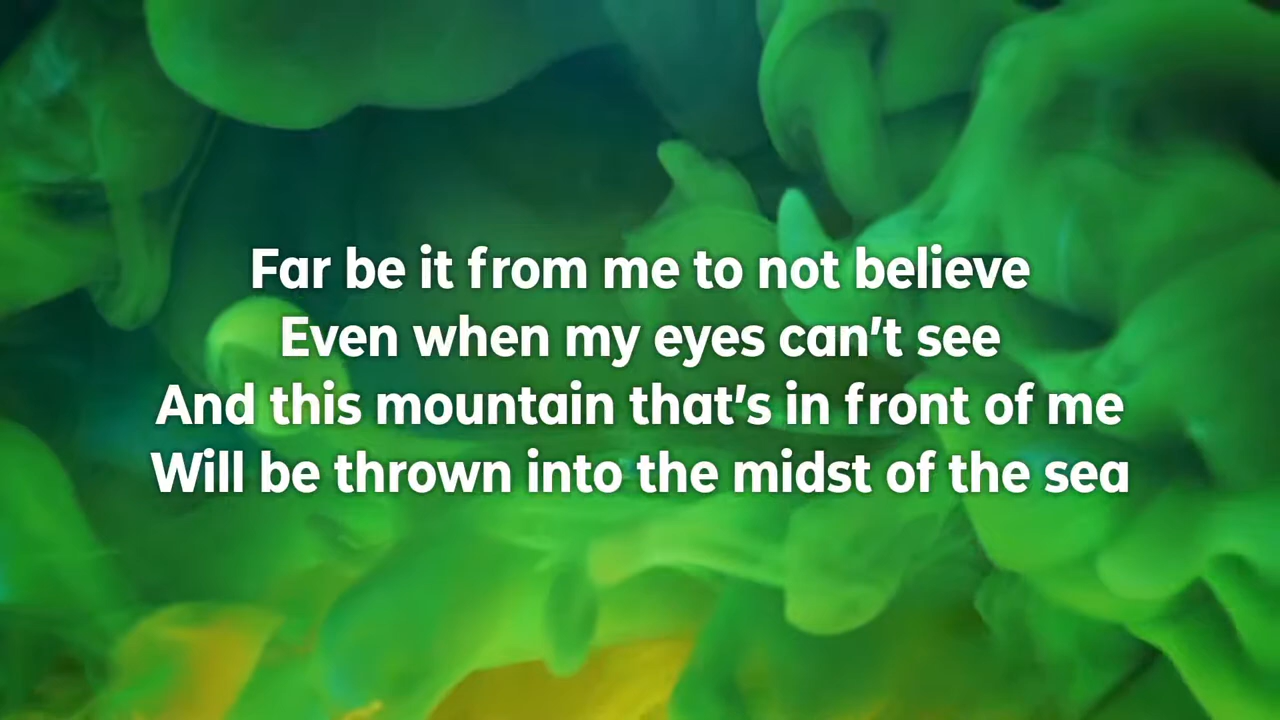 Far be it from me to not believe
Even when my eyes can't see
And this mountain that's in front of me
Will be thrown into the midst of the sea